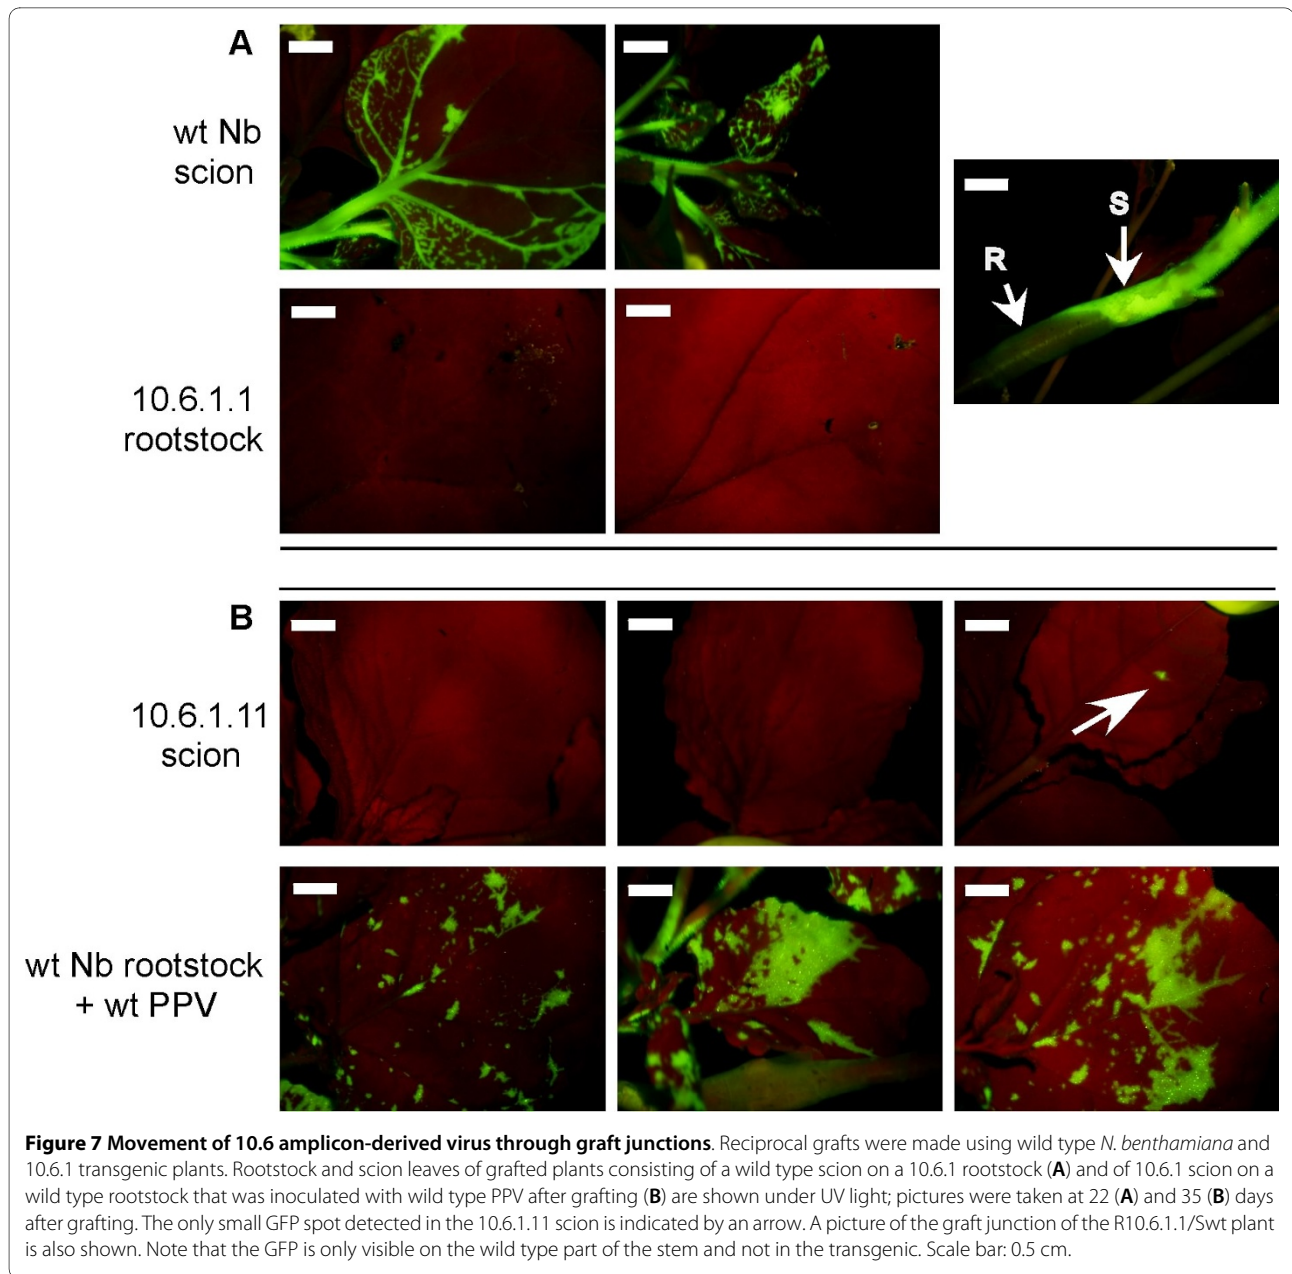 A
wt Nb
scion
S
R
10.6.1.1
rootstock
B
10.6.1.11
scion
wt Nb rootstock
+ wt PPV
Figure 7 Movement of 10.6 amplicon-derived virus through graft junctions. Reciprocal grafts were made using wild type N. benthamiana and
10.6.1 transgenic plants. Rootstock and scion leaves of grafted plants consisting of a wild type scion on a 10.6.1 rootstock (A) and of 10.6.1 scion on a
wild type rootstock that was inoculated with wild type PPV after grafting (B) are shown under UV light; pictures were taken at 22 (A) and 35 (B) days
after grafting. The only small GFP spot detected in the 10.6.1.11 scion is indicated by an arrow. A picture of the graft junction of the R10.6.1.1/Swt plant
is also shown. Note that the GFP is only visible on the wild type part of the stem and not in the transgenic. Scale bar: 0.5 cm.